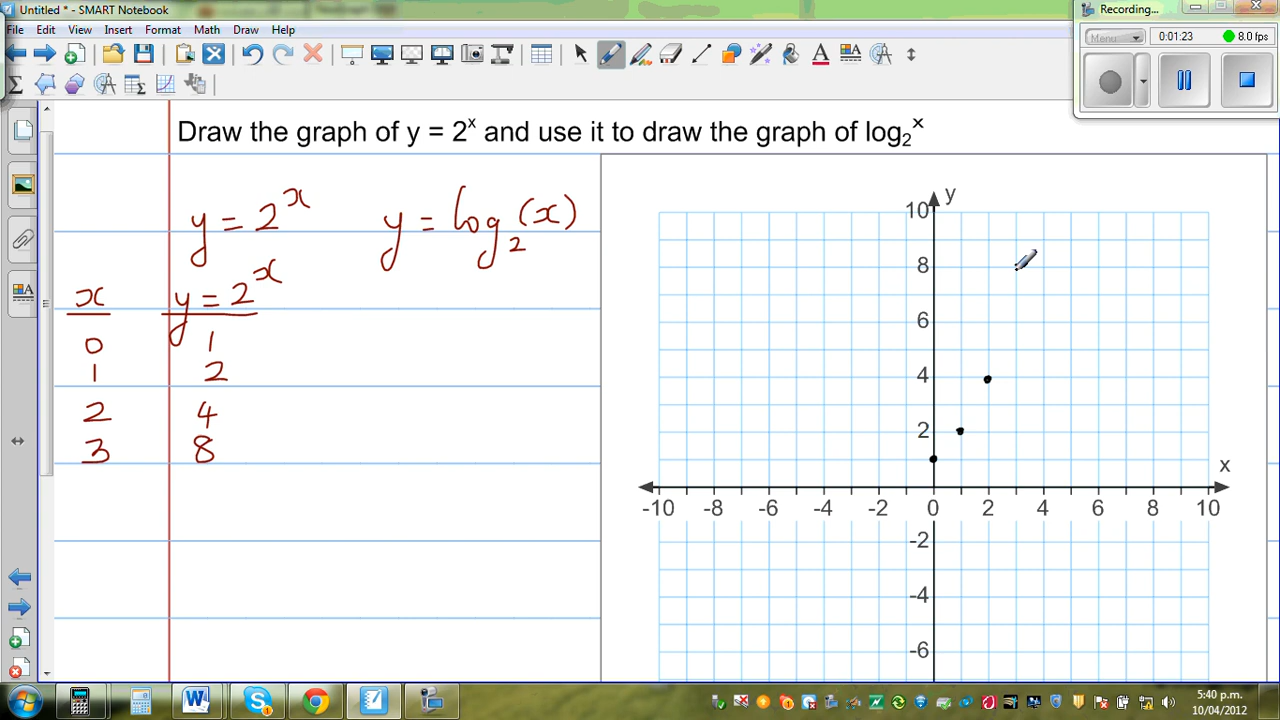 Untitled * - SMART Notebook
Recording...
File Edit View Insert Format Math Draw Help
Menu 0:01:23 8.0 fps
Draw the graph of y = 2ˣ and use it to draw the graph of log₂ˣ
y = 2ˣ y = log₂(x)
x y = 2ˣ
0 1
1 2
2 4
3 8
y
10
8
6
4
2
x
-10 -8 -6 -4 -2 0 2 4 6 8 10
-2
-4
-6
5:40 p.m.
10/04/2012